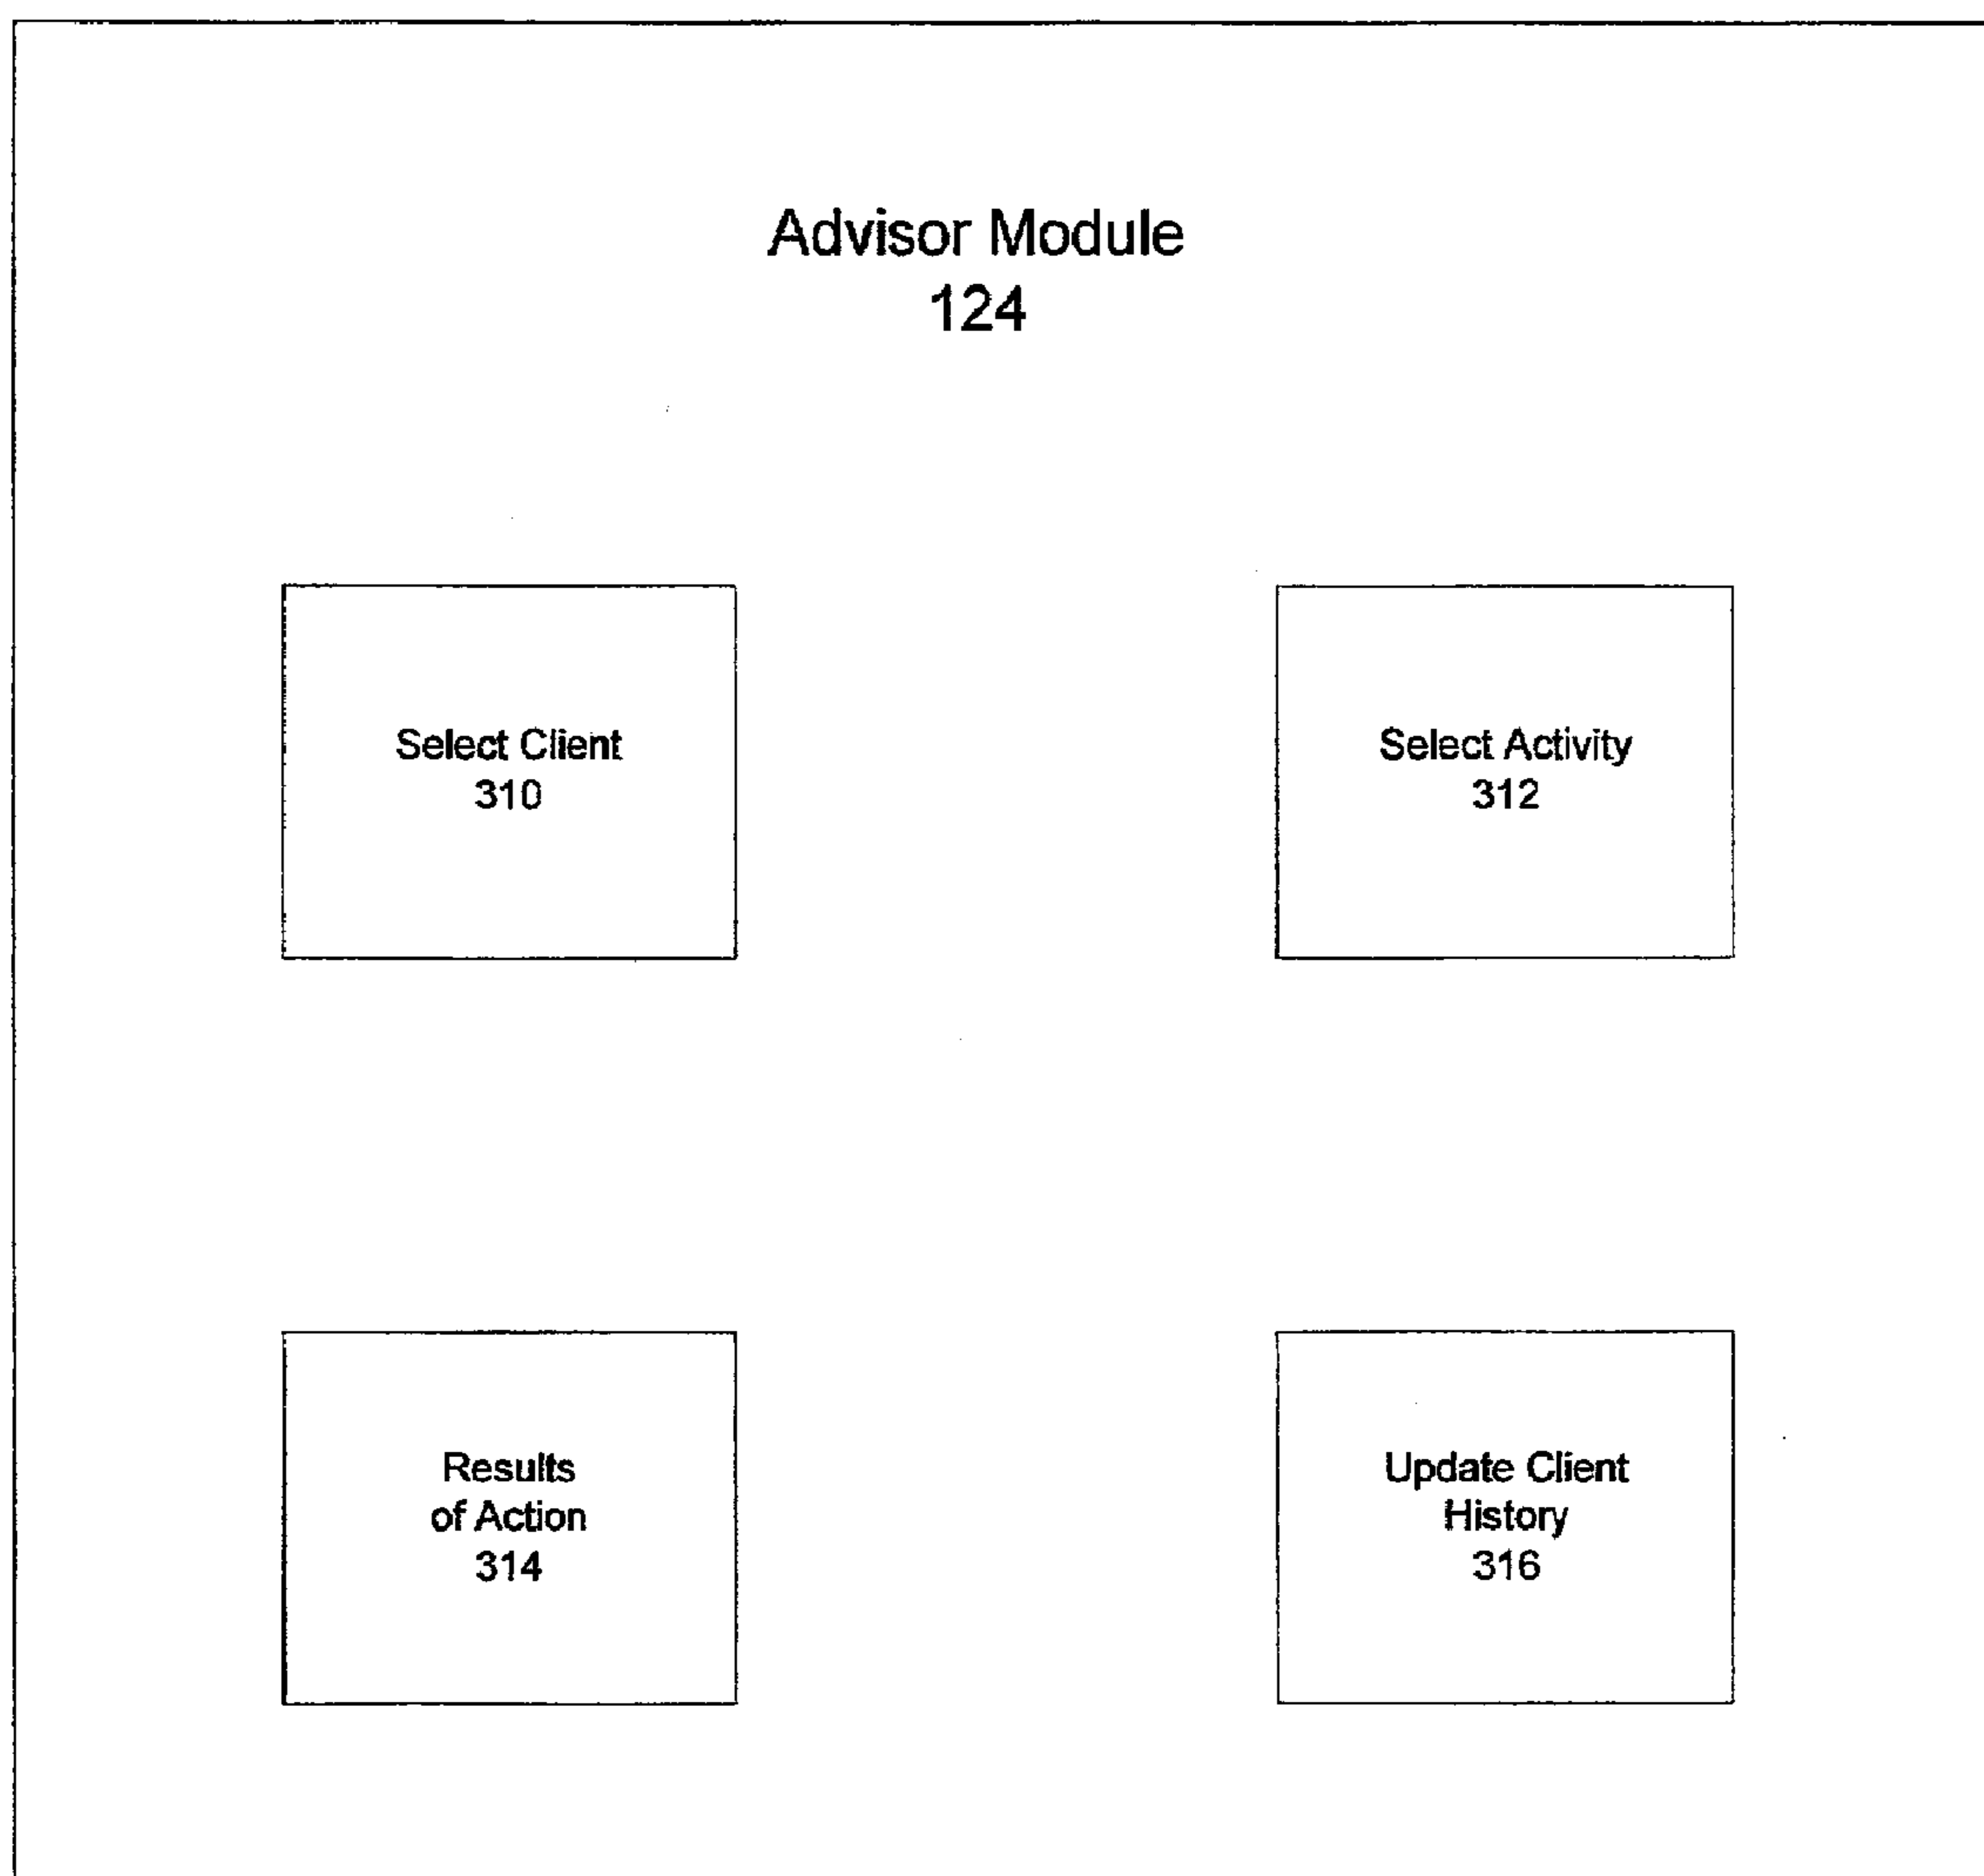 Advisor Module
124
Select Client
310
Select Activity
312
Results
of Action
314
Update Client
History
316